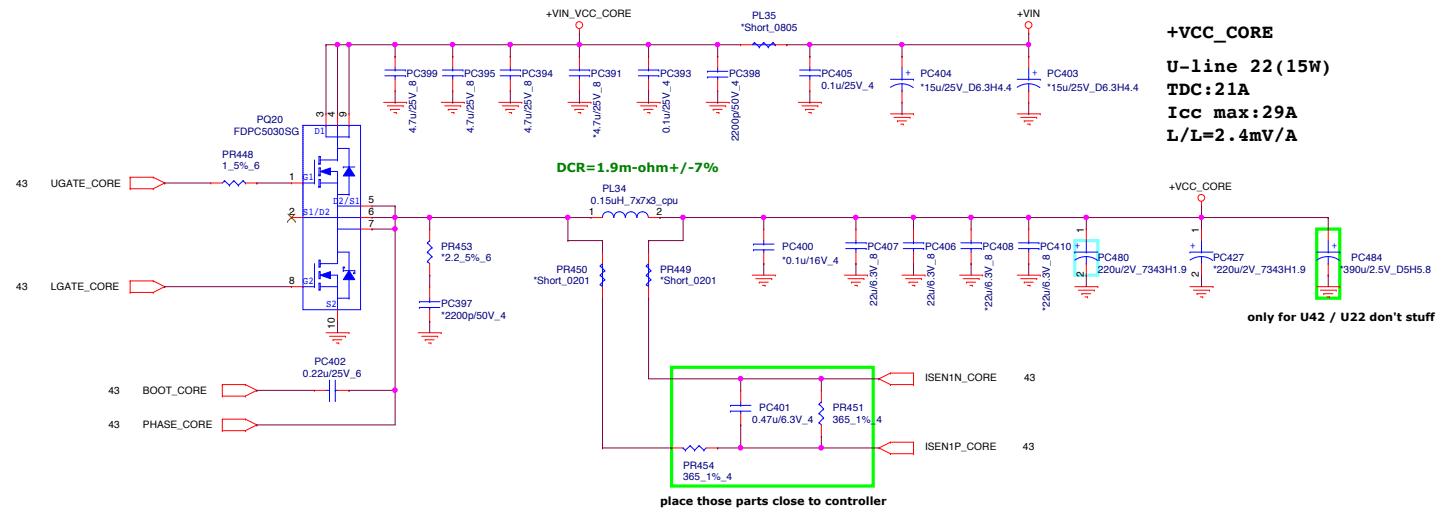 +VIN_VCC_CORE
PL35
*Short_0805
+VIN
+VCC_CORE
U-line 22(15W)
TDC:21A
Icc max:29A
L/L=2.4mV/A
PC399
4.7u/25V_8
PC395
4.7u/25V_8
PC394
4.7u/25V_8
PC391
*4.7u/25V_8
PC393
0.1u/25V_4
PC398
2200p/50V_4
PC405
0.1u/25V_4
+
PC404
*15u/25V_D6.3H4.4
+
PC403
*15u/25V_D6.3H4.4
PQ20
FDPC5030SG
3
4
9
D1
PR448
1_5%_6
43
UGATE_CORE
1
G1
D2/S1
5
2
S1/D2
6
7
43
LGATE_CORE
8
G2
S2
10
DCR=1.9m-ohm+/-7%
PL34
0.15uH_7x7x3_cpu
1
2
PR453
*2.2_5%_6
PC397
*2200p/50V_4
PR450
*Short_0201
PR449
*Short_0201
+VCC_CORE
PC400
*0.1u/16V_4
PC407
22u/6.3V_8
PC406
22u/6.3V_8
PC408
*22u/6.3V_8
PC410
*22u/6.3V_8
1
+
PC480
220u/2V_7343H1.9
2
1
+
PC427
*220u/2V_7343H1.9
2
+
PC484
*390u/2.5V_D5H5.8
only for U42 / U22 don't stuff
PC402
0.22u/25V_6
43
BOOT_CORE
43
PHASE_CORE
PC401
0.47u/6.3V_4
PR451
365_1%_4
ISEN1N_CORE
43
PR454
365_1%_4
ISEN1P_CORE
43
place those parts close to controller